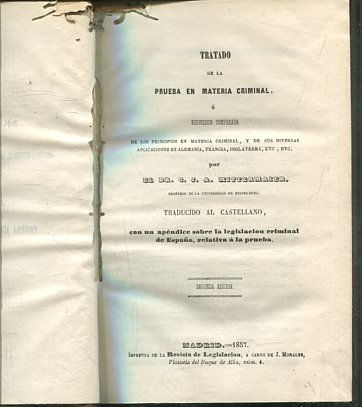 TRATADO
DE LA
PRUEBA EN MATERIA CRIMINAL,
ó
EXPOSICION COMPARADA
DE LOS PRINCIPIOS EN MATERIA CRIMINAL, Y DE SUS DIVERSAS
APLICACIONES EN ALEMANIA, FRANCIA, INGLATERRA, ETC., ETC.
por
EL DR. C. J. A. MITTERMAIER,
PROFESOR DE LA UNIVERSIDAD DE HEIDELBERG.
TRADUCIDO AL CASTELLANO,
con un apéndice sobre la legislacion criminal
de España, relativa á la prueba.
SEGUNDA EDICION.
MADRID.—1857.
IMPRENTA DE LA Revista de Legislacion, A CARGO DE J. MORALES,
Plazuela del Duque de Alba, núm. 4.